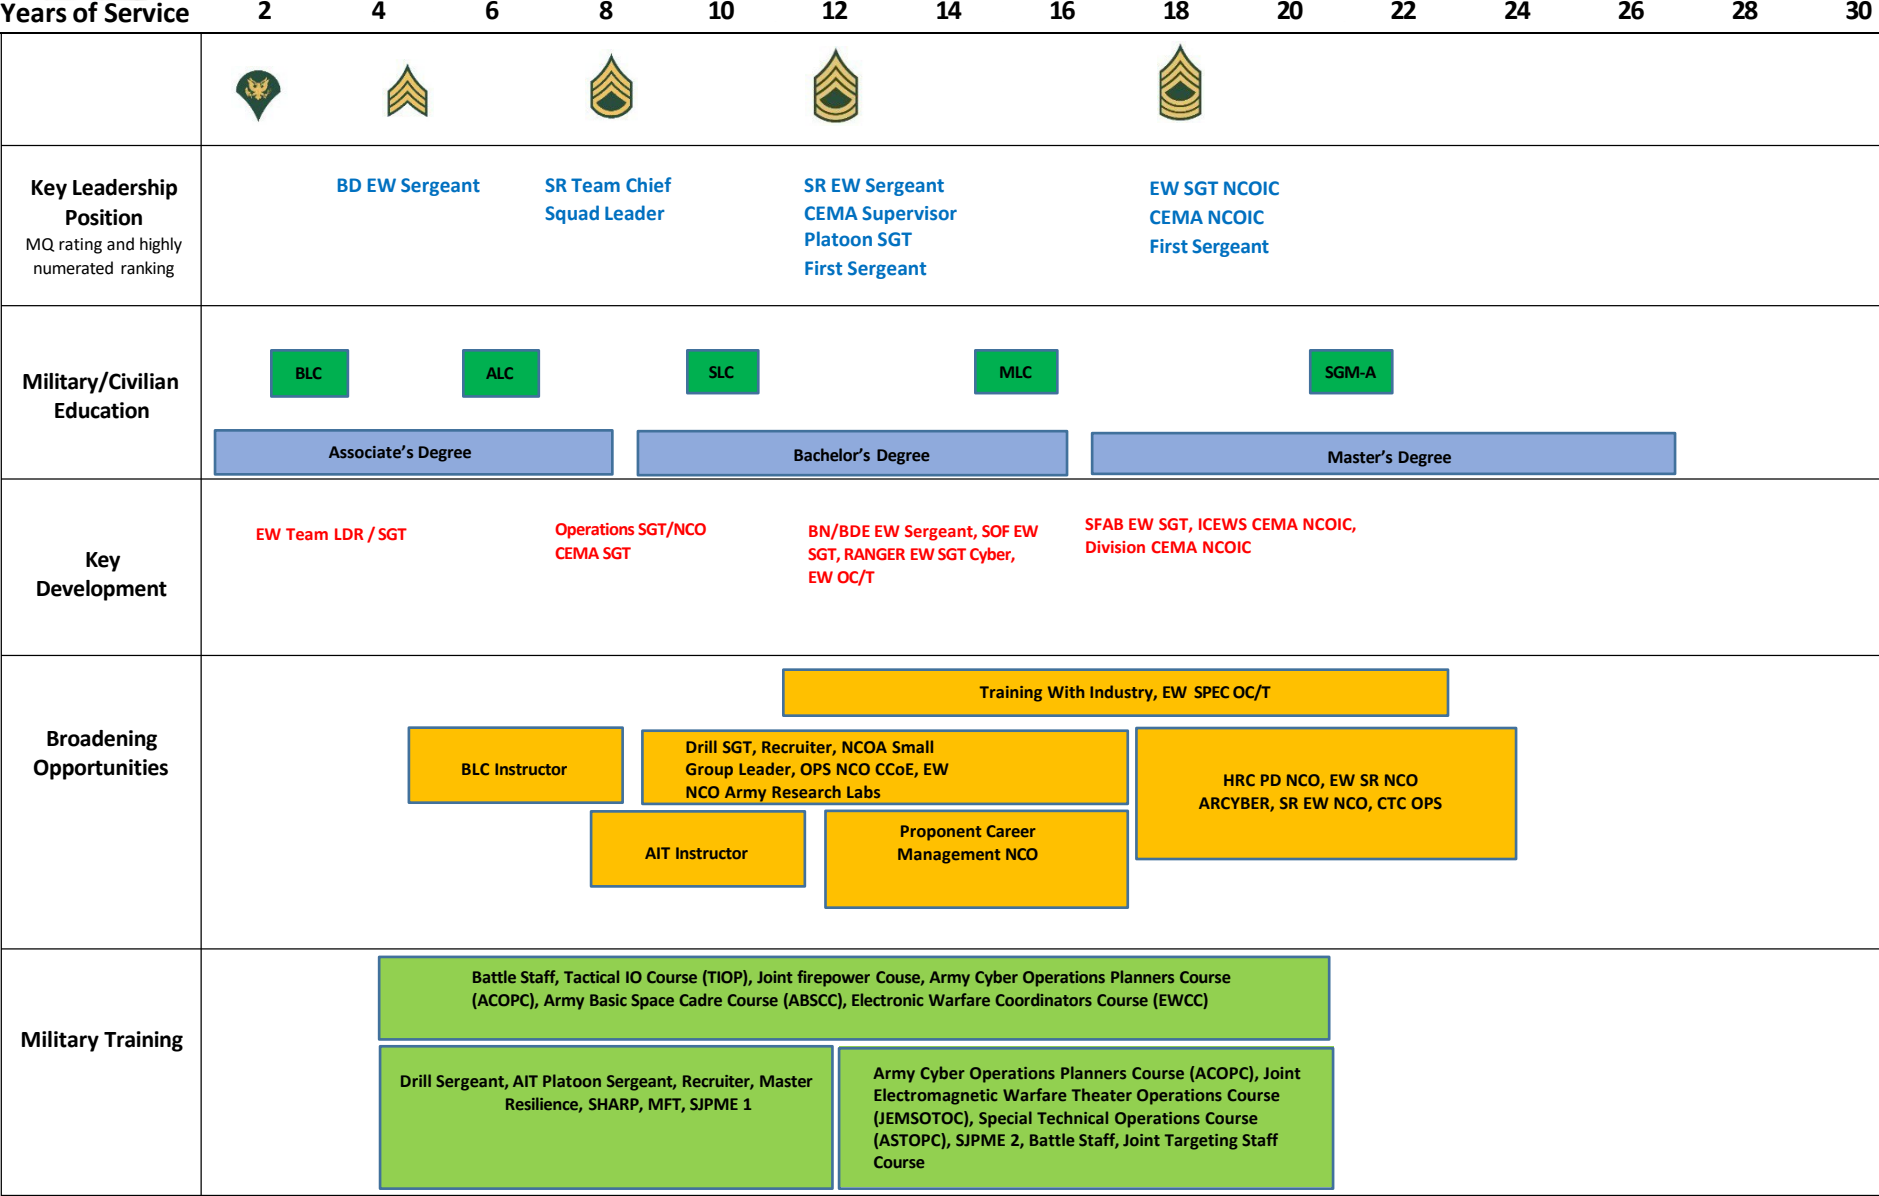 Years of Service 2 4 6 8 10 12 14 16 18 20 22 24 26 28 30
Key Leadership
Position
MQ rating and highly
numerated ranking
BD EW Sergeant
SR Team Chief
Squad Leader
SR EW Sergeant
CEMA Supervisor
Platoon SGT
First Sergeant
EW SGT NCOIC
CEMA NCOIC
First Sergeant
Military/Civilian
Education
BLC
ALC
SLC
MLC
SGM-A
Associate's Degree
Bachelor's Degree
Master's Degree
Key
Development
EW Team LDR / SGT
Operations SGT/NCO
CEMA SGT
BN/BDE EW Sergeant, SOF EW
SGT, RANGER EW SGT Cyber,
EW OC/T
SFAB EW SGT, ICEWS CEMA NCOIC,
Division CEMA NCOIC
Broadening
Opportunities
Training With Industry, EW SPEC OC/T
BLC Instructor
Drill SGT, Recruiter, NCOA Small
Group Leader, OPS NCO CCoE, EW
NCO Army Research Labs
HRC PD NCO, EW SR NCO
ARCYBER, SR EW NCO, CTC OPS
AIT Instructor
Proponent Career
Management NCO
Military Training
Battle Staff, Tactical IO Course (TIOP), Joint firepower Couse, Army Cyber Operations Planners Course
(ACOPC), Army Basic Space Cadre Course (ABSCC), Electronic Warfare Coordinators Course (EWCC)
Drill Sergeant, AIT Platoon Sergeant, Recruiter, Master
Resilience, SHARP, MFT, SJPME 1
Army Cyber Operations Planners Course (ACOPC), Joint
Electromagnetic Warfare Theater Operations Course
(JEMSOTOC), Special Technical Operations Course
(ASTOPC), SJPME 2, Battle Staff, Joint Targeting Staff
Course